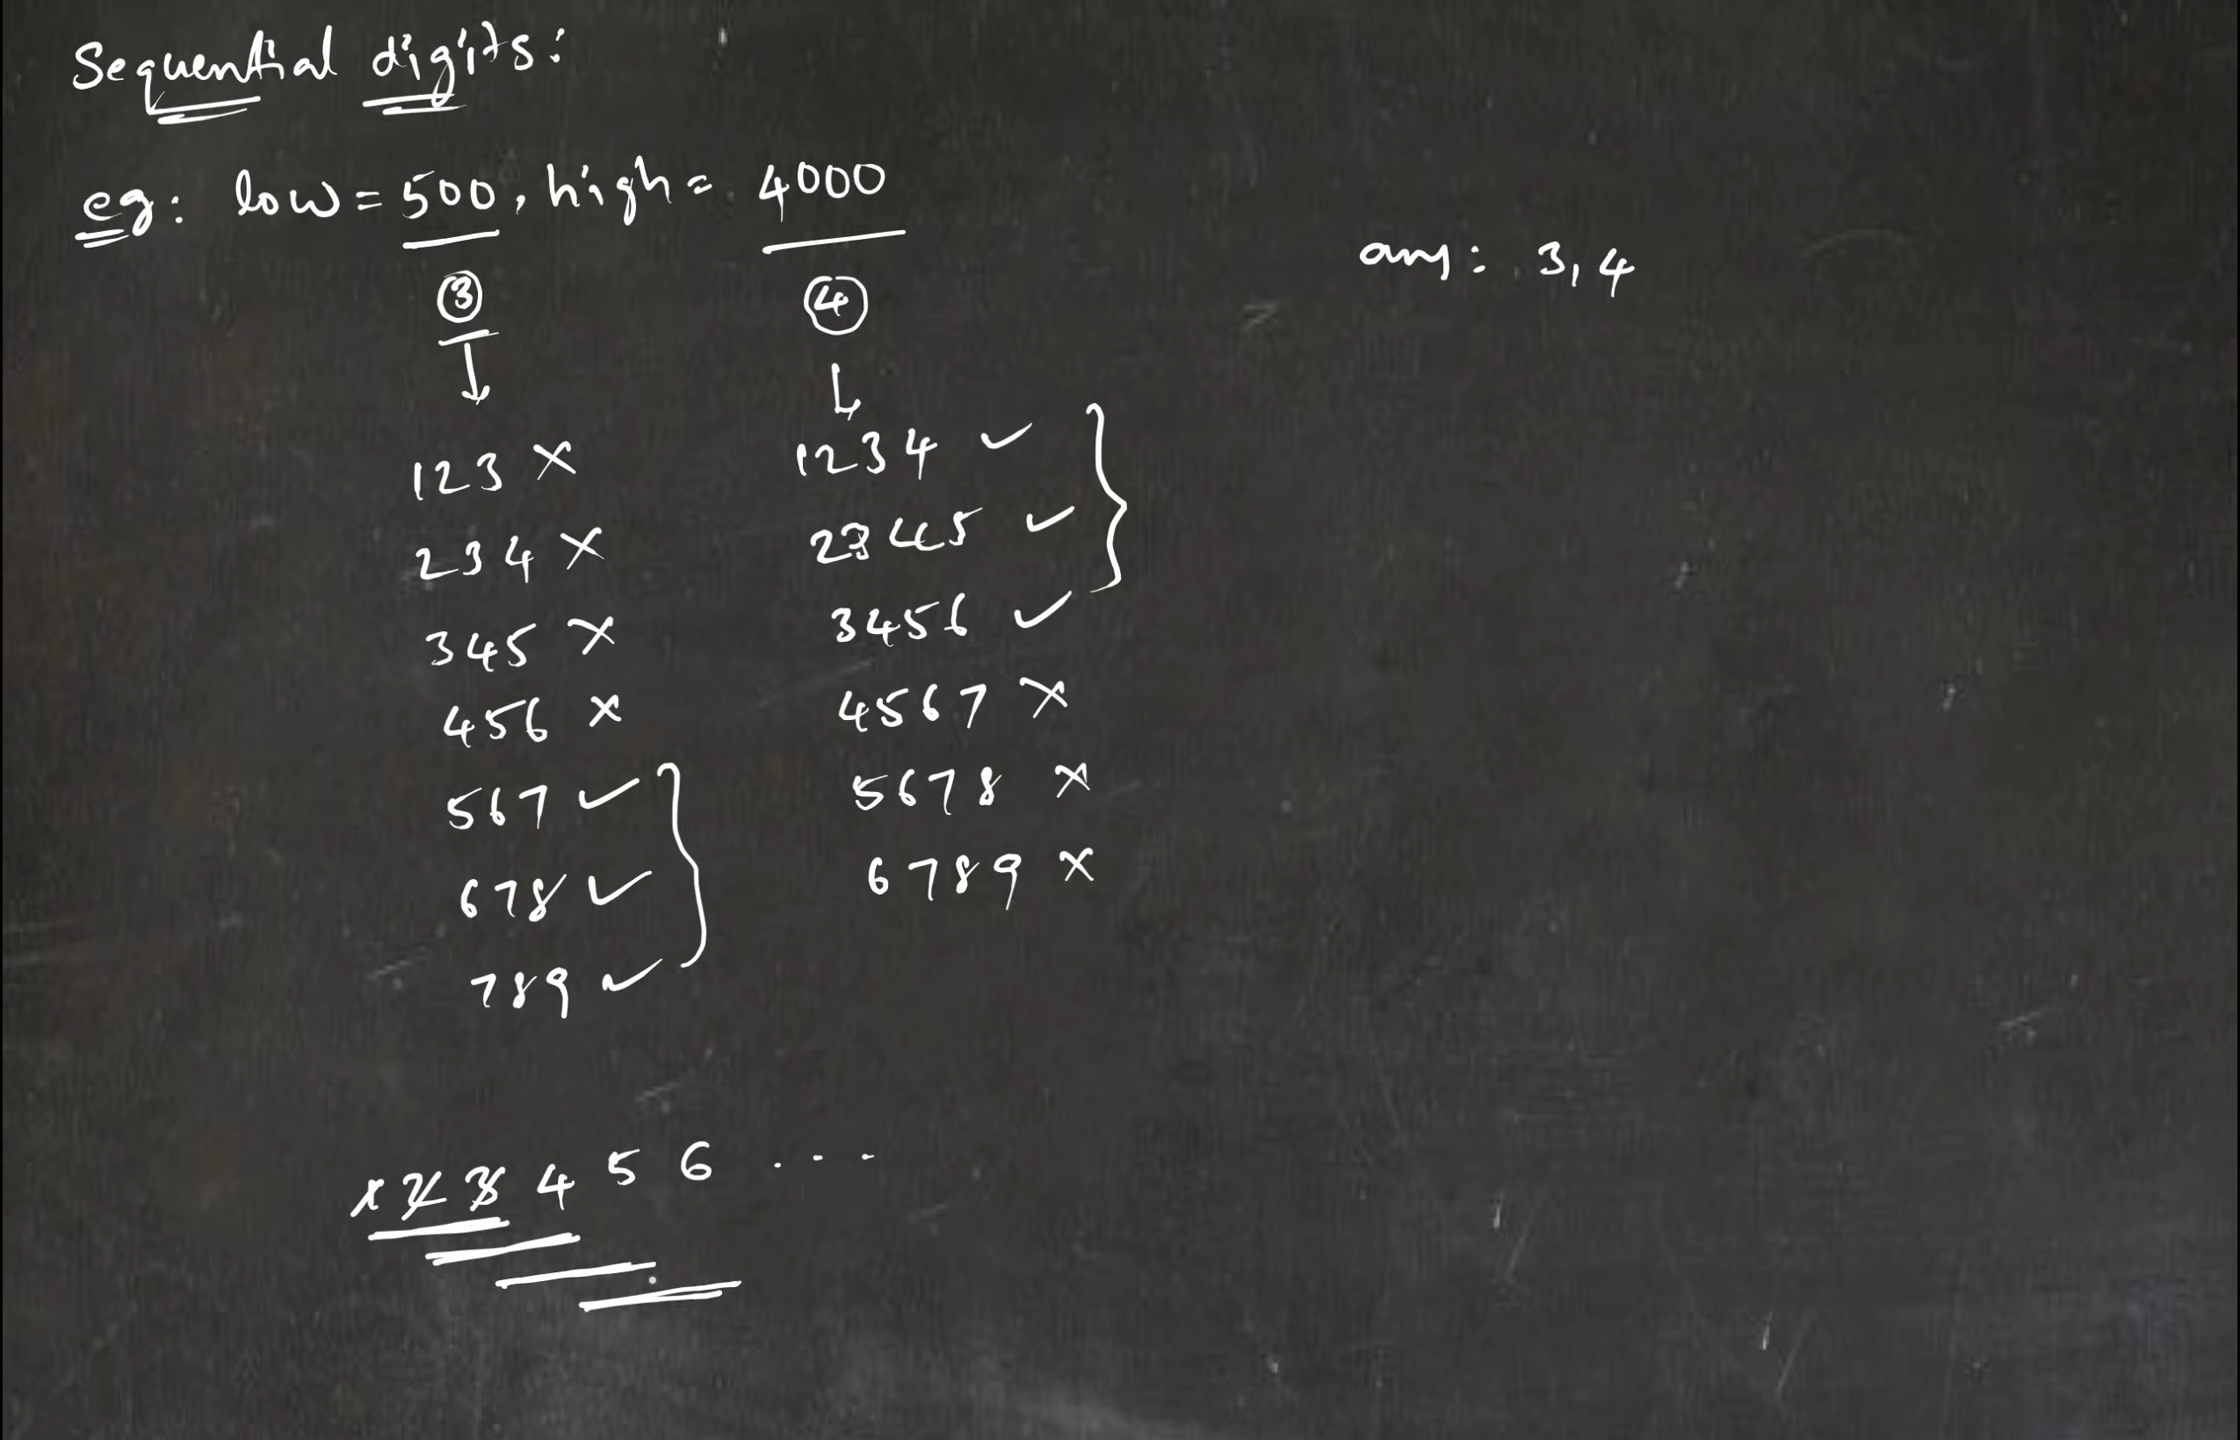 Sequential digits:
eg: low = 500, high = 4000
ans: 3, 4
3 4
123 × 1234 ✓
234 × 2345 ✓
345 × 3456 ✓
456 × 4567 ×
567 ✓ 5678 ×
678 ✓ 6789 ×
789 ✓
1 2 3 4 5 6 ...